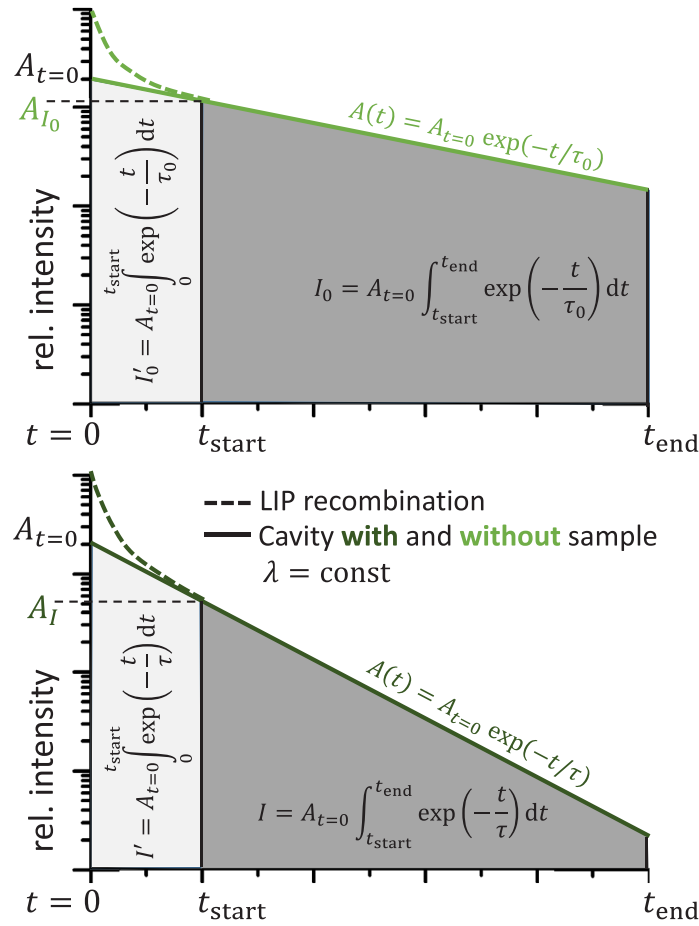 A_{t=0}
A_{I_0}
A(t) = A_{t=0} exp(−t/τ_0)
rel. intensity
I′_0 = A_{t=0} ∫_0^{t_start} exp(−t/τ_0) dt
I_0 = A_{t=0} ∫_{t_start}^{t_end} exp(−t/τ_0) dt
t = 0 t_start t_end
LIP recombination
Cavity with and without sample
λ = const
A_{t=0}
A_I
A(t) = A_{t=0} exp(−t/τ)
rel. intensity
I′ = A_{t=0} ∫_0^{t_start} exp(−t/τ) dt
I = A_{t=0} ∫_{t_start}^{t_end} exp(−t/τ) dt
t = 0 t_start t_end